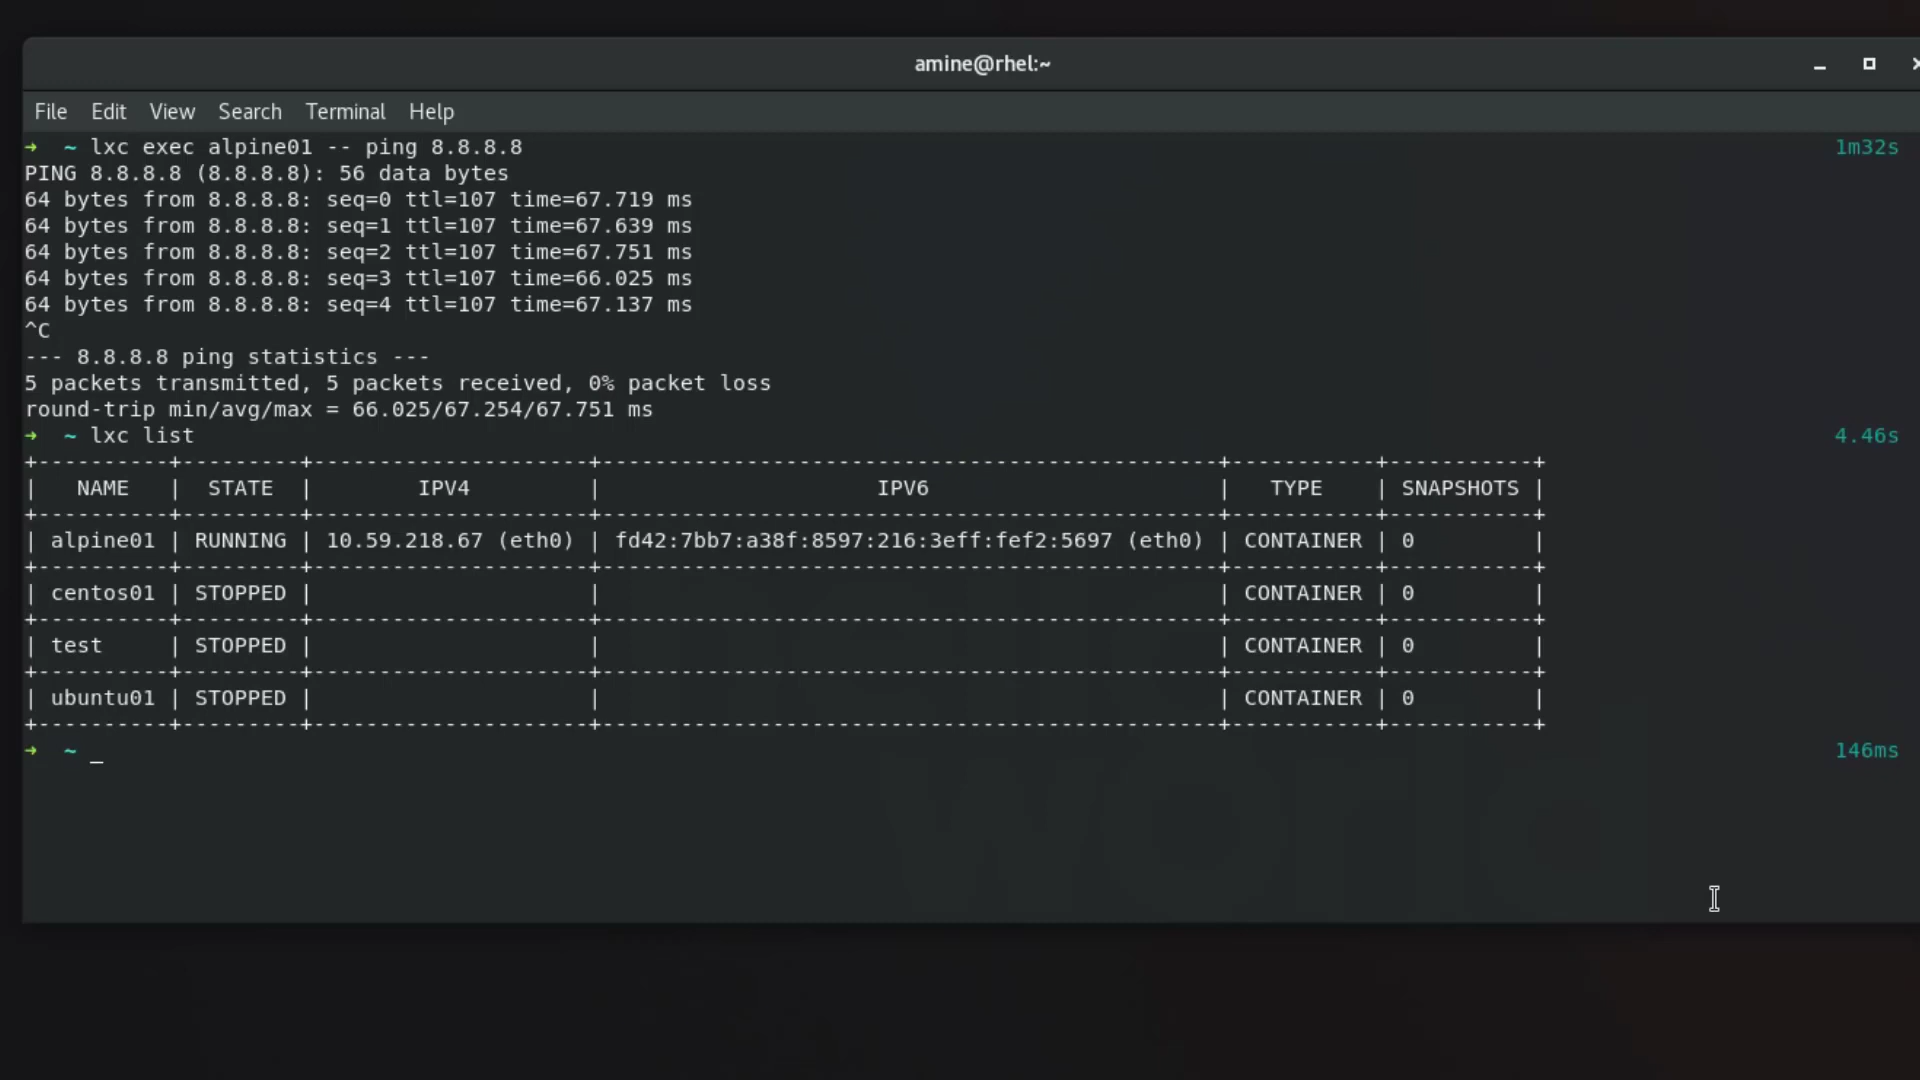 amine@rhel:~
File Edit View Search Terminal Help
➜ ~ lxc exec alpine01 -- ping 8.8.8.8 1m32s
PING 8.8.8.8 (8.8.8.8): 56 data bytes
64 bytes from 8.8.8.8: seq=0 ttl=107 time=67.719 ms
64 bytes from 8.8.8.8: seq=1 ttl=107 time=67.639 ms
64 bytes from 8.8.8.8: seq=2 ttl=107 time=67.751 ms
64 bytes from 8.8.8.8: seq=3 ttl=107 time=66.025 ms
64 bytes from 8.8.8.8: seq=4 ttl=107 time=67.137 ms
^C
--- 8.8.8.8 ping statistics ---
5 packets transmitted, 5 packets received, 0% packet loss
round-trip min/avg/max = 66.025/67.254/67.751 ms
➜ ~ lxc list 4.46s
| NAME | STATE | IPV4 | IPV6 | TYPE | SNAPSHOTS |
| alpine01 | RUNNING | 10.59.218.67 (eth0) | fd42:7bb7:a38f:8597:216:3eff:fef2:5697 (eth0) | CONTAINER | 0 |
| centos01 | STOPPED | | | CONTAINER | 0 |
| test | STOPPED | | | CONTAINER | 0 |
| ubuntu01 | STOPPED | | | CONTAINER | 0 |
➜ ~ _ 146ms
world